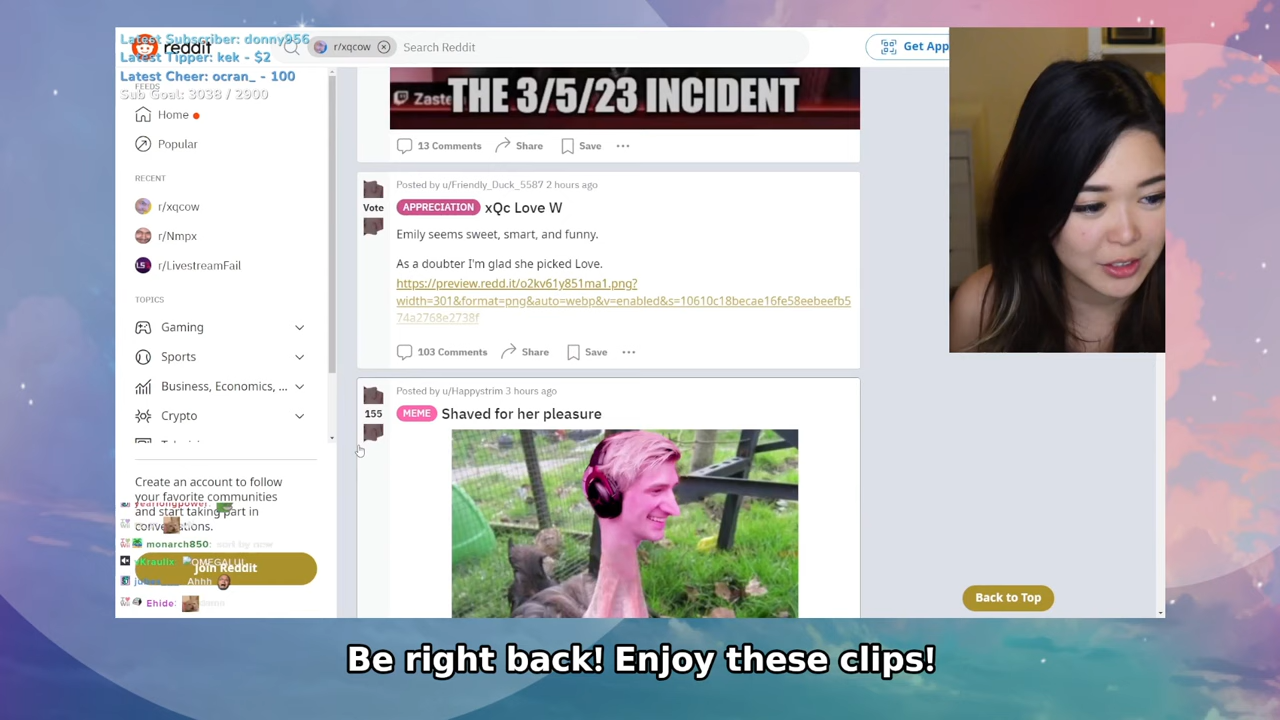 Latest Subscriber: donny956
Latest Tipper: kek - $2
Latest Cheer: ocran_ - 100
Sub Goal: 3038 / 2900
reddit
r/xqcow
Search Reddit
Get App
FEEDS
Home
Popular
RECENT
r/xqcow
r/Nmpx
r/LivestreamFail
TOPICS
Gaming
Sports
Business, Economics, ...
Crypto
Create an account to follow
your favorite communities
and start taking part in
conversations.
Join Reddit
monarch850:
Ehide:
Zaste
THE 3/5/23 INCIDENT
13 Comments
Share
Save
Posted by u/Friendly_Duck_5587 2 hours ago
Vote
APPRECIATION xQc Love W
Emily seems sweet, smart, and funny.
As a doubter I'm glad she picked Love.
https://preview.redd.it/o2kv61y851ma1.png?
width=301&format=png&auto=webp&v=enabled&s=10610c18becae16fe58eebeefb5
74a2768e2738f
103 Comments
Share
Save
Posted by u/Happystrim 3 hours ago
155
MEME Shaved for her pleasure
Back to Top
Be right back! Enjoy these clips!